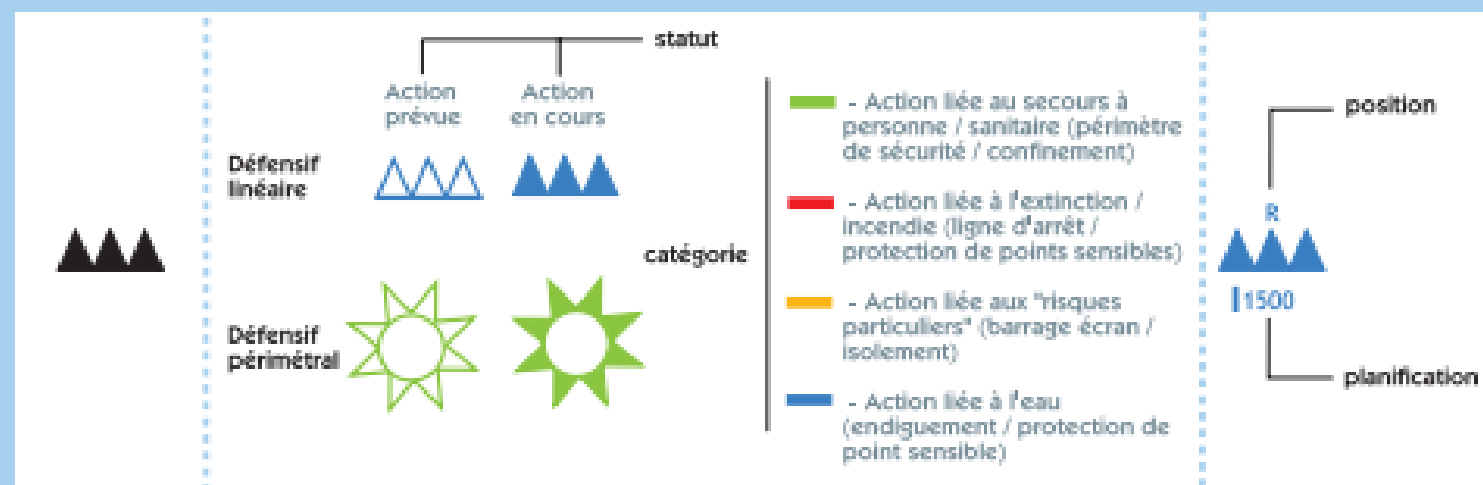 statut
Action
prévue
Action
en cours
Défensif
linéaire
Défensif
périmétral
catégorie
- Action liée au secours à
personne / sanitaire (périmètre
de sécurité / confinement)
- Action liée à l'extinction /
incendie (ligne d'arrêt /
protection de points sensibles)
- Action liée aux "risques
particuliers" (barrage écran /
isolement)
- Action liée à l'eau
(endiguement / protection de
point sensible)
position
R
1500
planification